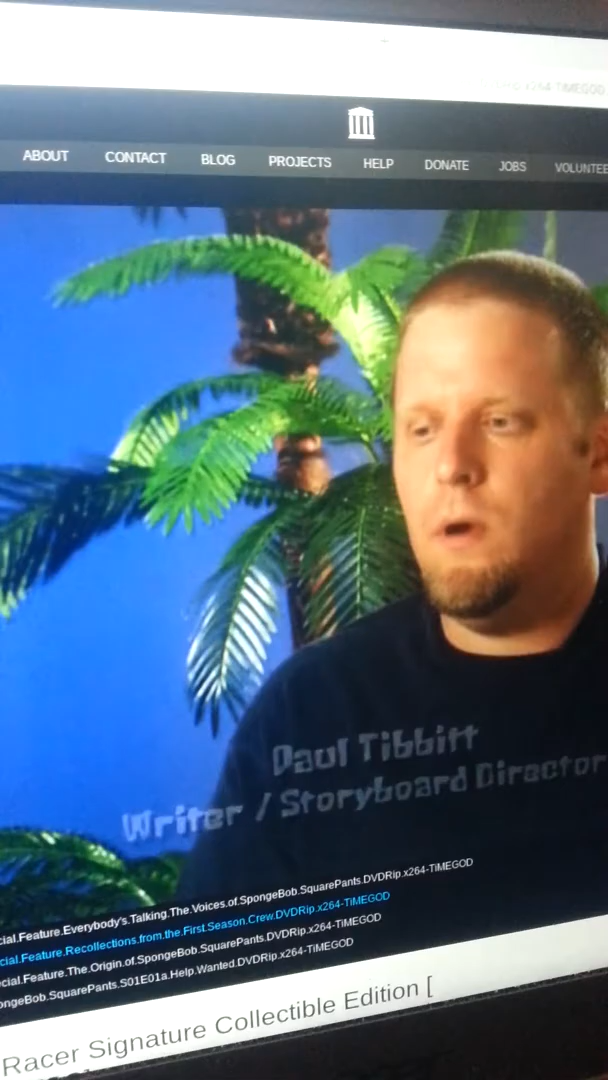 x264-TiMEGOD
ABOUT CONTACT BLOG PROJECTS HELP DONATE JOBS VOLUNTEE
Paul Tibbitt
Writer / Storyboard Director
cial.Feature.Everybody's.Talking.The.Voices.of.SpongeBob.SquarePants.DVDRip.x264-TiMEGOD
cial.Feature.Recollections.from.the.First.Season.Crew.DVDRip.x264-TiMEGOD
ecial.Feature.The.Origin.of.SpongeBob.SquarePants.DVDRip.x264-TiMEGOD
ongeBob.SquarePants.S01E01a.Help.Wanted.DVDRip.x264-TiMEGOD
Racer Signature Collectible Edition [